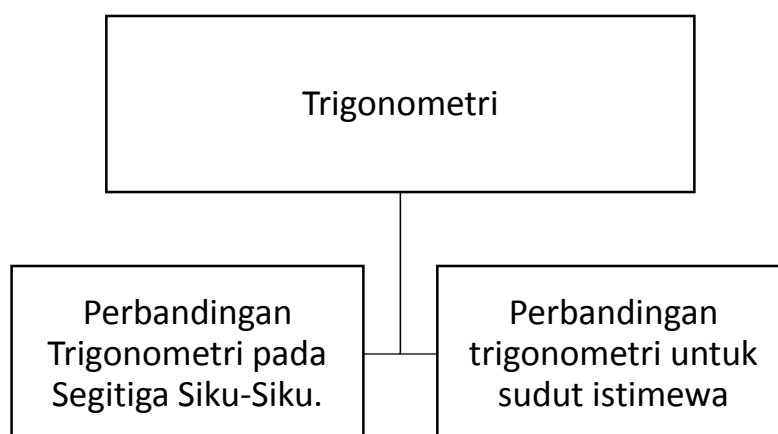 Trigonometri
Perbandingan
Trigonometri pada
Segitiga Siku-Siku.
Perbandingan
trigonometri untuk
sudut istimewa